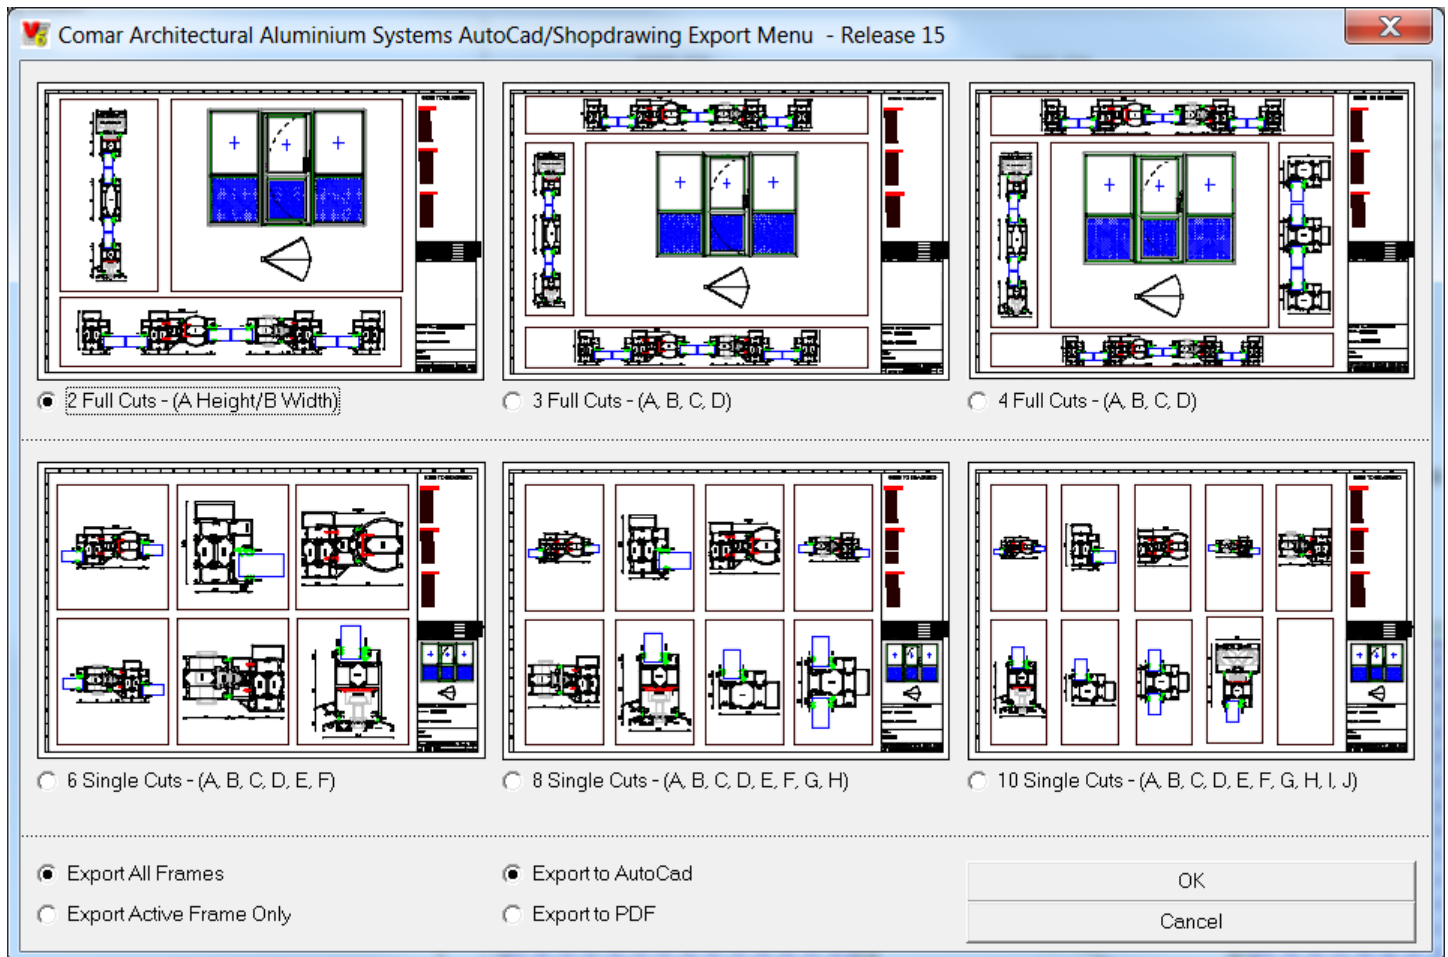 Comar Architectural Aluminium Systems AutoCad/Shopdrawing Export Menu - Release 15
2 Full Cuts - (A Height/B Width)
3 Full Cuts - (A, B, C, D)
4 Full Cuts - (A, B, C, D)
6 Single Cuts - (A, B, C, D, E, F)
8 Single Cuts - (A, B, C, D, E, F, G, H)
10 Single Cuts - (A, B, C, D, E, F, G, H, I, J)
Export All Frames
Export to AutoCad
OK
Export Active Frame Only
Export to PDF
Cancel